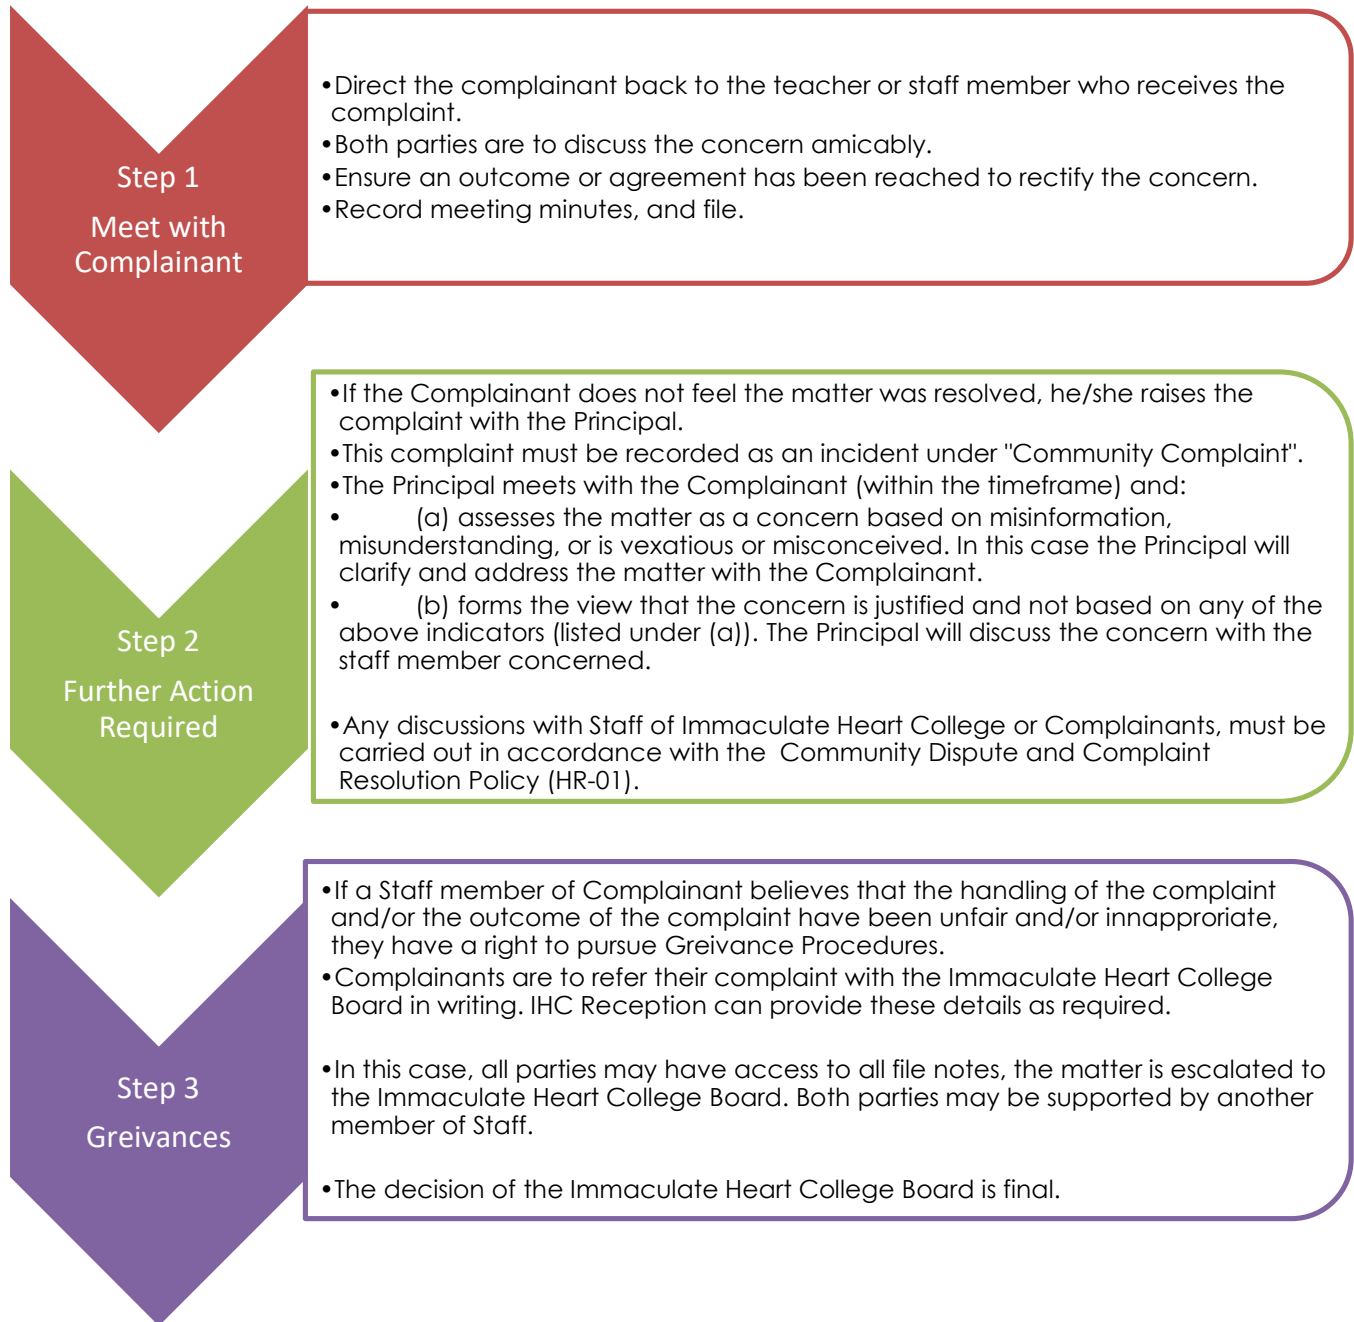 Step 1
Meet with
Complainant
•Direct the complainant back to the teacher or staff member who receives the
complaint.
•Both parties are to discuss the concern amicably.
•Ensure an outcome or agreement has been reached to rectify the concern.
•Record meeting minutes, and file.
Step 2
Further Action
Required
•If the Complainant does not feel the matter was resolved, he/she raises the
complaint with the Principal.
•This complaint must be recorded as an incident under "Community Complaint".
•The Principal meets with the Complainant (within the timeframe) and:
• (a) assesses the matter as a concern based on misinformation,
misunderstanding, or is vexatious or misconceived. In this case the Principal will
clarify and address the matter with the Complainant.
• (b) forms the view that the concern is justified and not based on any of the
above indicators (listed under (a)). The Principal will discuss the concern with the
staff member concerned.
•Any discussions with Staff of Immaculate Heart College or Complainants, must be
carried out in accordance with the Community Dispute and Complaint
Resolution Policy (HR-01).
Step 3
Greivances
•If a Staff member of Complainant believes that the handling of the complaint
and/or the outcome of the complaint have been unfair and/or innapproriate,
they have a right to pursue Greivance Procedures.
•Complainants are to refer their complaint with the Immaculate Heart College
Board in writing. IHC Reception can provide these details as required.
•In this case, all parties may have access to all file notes, the matter is escalated to
the Immaculate Heart College Board. Both parties may be supported by another
member of Staff.
•The decision of the Immaculate Heart College Board is final.